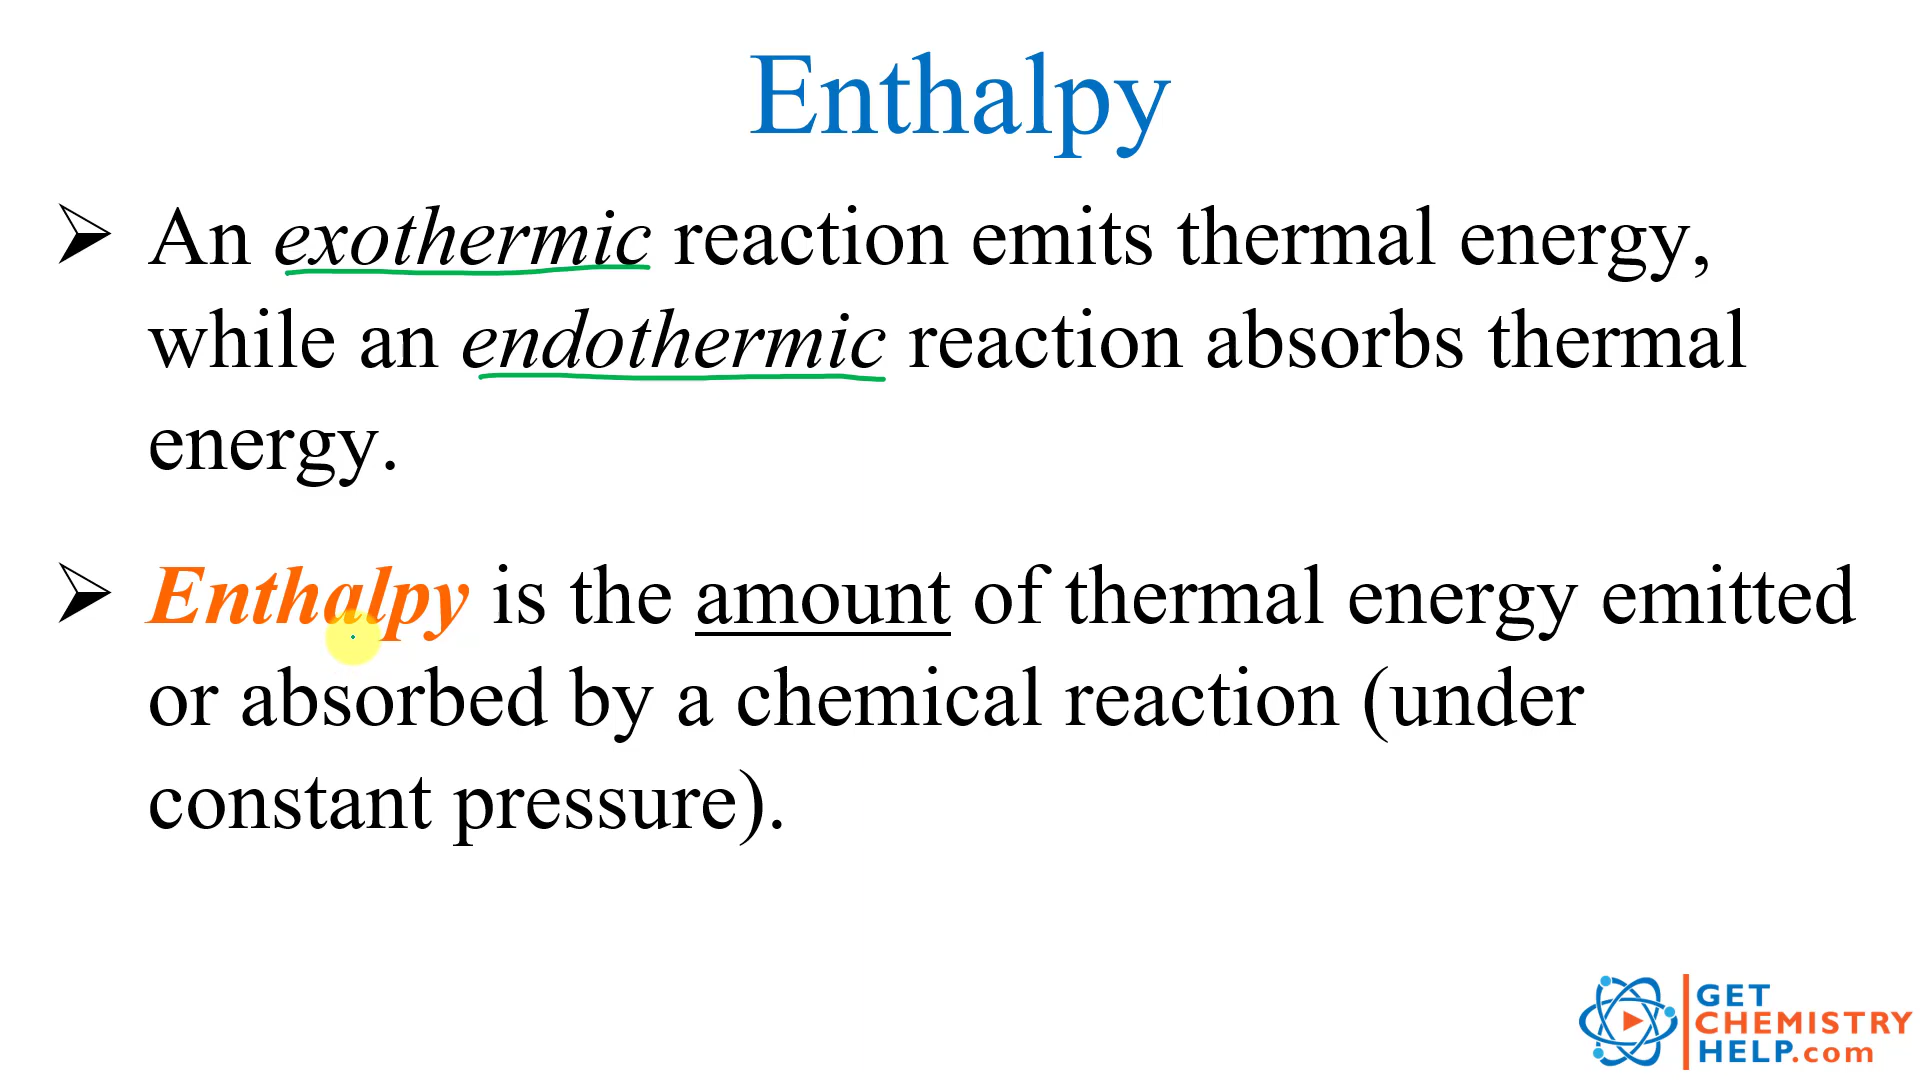 Enthalpy
An exothermic reaction emits thermal energy,
while an endothermic reaction absorbs thermal
energy.
Enthalpy is the amount of thermal energy emitted
or absorbed by a chemical reaction (under
constant pressure).
GET
CHEMISTRY
HELP.com